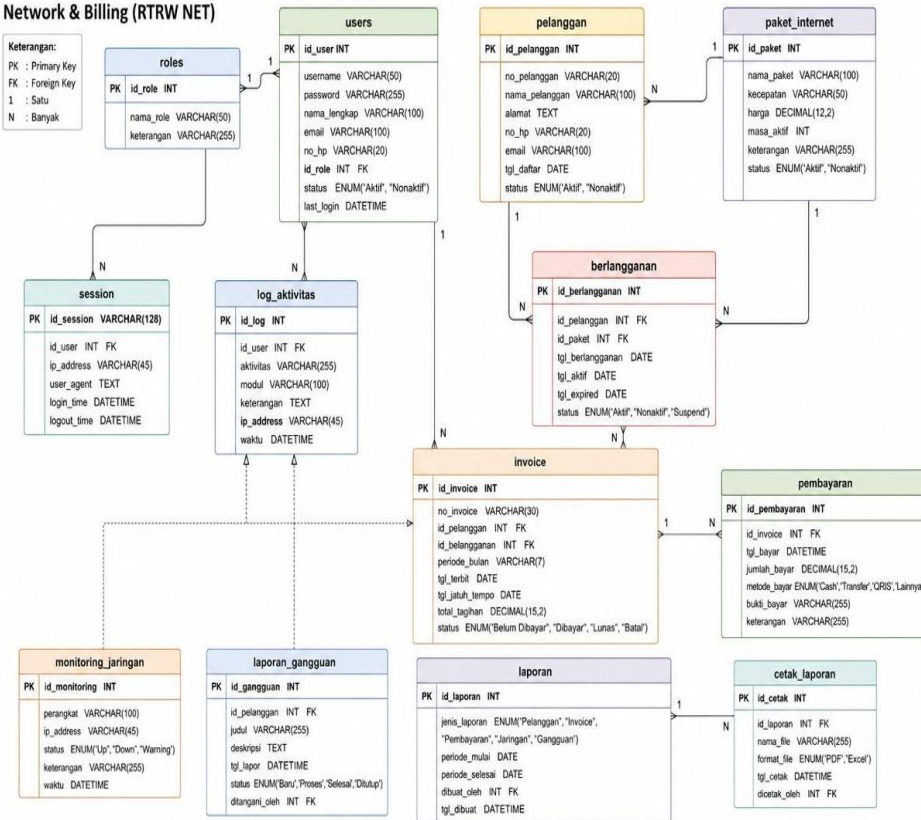 Network & Billing (RTRW NET)
Keterangan:
PK : Primary Key
FK : Foreign Key
1 : Satu
N : Banyak
roles
PK id_role INT
nama_role VARCHAR(50)
keterangan VARCHAR(255)
1
1
users
PK id_user INT
username VARCHAR(50)
password VARCHAR(255)
nama_lengkap VARCHAR(100)
email VARCHAR(100)
no_hp VARCHAR(20)
id_role INT FK
status ENUM('Aktif', "Nonaktif")
last_login DATETIME
pelanggan
PK id_pelanggan INT
no_pelanggan VARCHAR(20)
nama_pelanggan VARCHAR(100)
alamat TEXT
no_hp VARCHAR(20)
email VARCHAR(100)
tgl_daftar DATE
status ENUM("Aktif", "Nonaktif")
1
N
paket_internet
PK id_paket INT
nama_paket VARCHAR(100)
kecepatan VARCHAR(50)
harga DECIMAL(12,2)
masa_aktif INT
keterangan VARCHAR(255)
status ENUM("Aktif", "Nonaktif")
N
N
1
1
1
session
PK id_session VARCHAR(128)
id_user INT FK
ip_address VARCHAR(45)
user_agent TEXT
login_time DATETIME
logout_time DATETIME
log_aktivitas
PK id_log INT
id_user INT FK
aktivitas VARCHAR(255)
modul VARCHAR(100)
keterangan TEXT
ip_address VARCHAR(45)
waktu DATETIME
N
N
berlangganan
PK id_berlangganan INT
id_pelanggan INT FK
id_paket INT FK
tgl_berlangganan DATE
tgl_aktif DATE
tgl_expired DATE
status ENUM("Aktif", "Nonaktif", "Suspend")
N
N
invoice
PK id_invoice INT
no_invoice VARCHAR(30)
id_pelanggan INT FK
id_belangganan INT FK
periode_bulan VARCHAR(7)
tgl_terbit DATE
tgl_jatuh_tempo DATE
total_tagihan DECIMAL(15,2)
status ENUM("Belum Dibayar", "Dibayar", "Lunas", "Batal")
1
N
pembayaran
PK id_pembayaran INT
id_invoice INT FK
tgl_bayar DATETIME
jumlah_bayar DECIMAL(15,2)
metode_bayar ENUM('Cash','Transfer','QRIS','Lainnya
bukti_bayar VARCHAR(255)
keterangan VARCHAR(255)
monitoring_jaringan
PK id_monitoring INT
perangkat VARCHAR(100)
ip_address VARCHAR(45)
status ENUM("Up","Down","Warning")
keterangan VARCHAR(255)
waktu DATETIME
laporan_gangguan
PK id_gangguan INT
id_pelanggan INT FK
judul VARCHAR(255)
deskripsi TEXT
tgl_lapor DATETIME
status ENUM('Baru','Proses','Selesai','Ditutup')
ditangani_oleh INT FK
laporan
PK id_laporan INT
jenis_laporan ENUM("Pelanggan", "Invoice",
"Pembayaran", "Jaringan", "Gangguan")
periode_mulai DATE
periode_selesai DATE
dibuat_oleh INT FK
tgl_dibuat DATETIME
1
N
cetak_laporan
PK id_cetak INT
id_laporan INT FK
nama_file VARCHAR(255)
format_file ENUM("PDF","Excel")
tgl_cetak DATETIME
dicetak_oleh INT FK